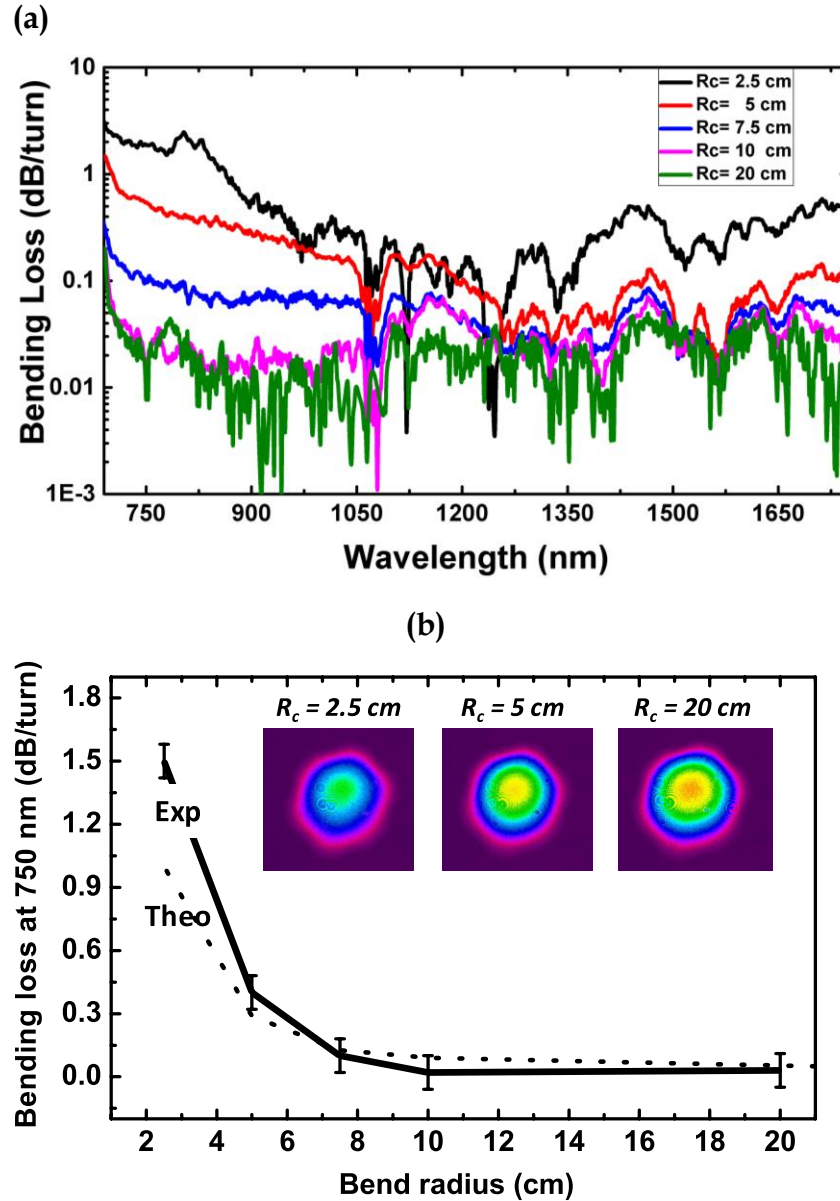 (a)
Bending Loss (dB/turn)
10
1
0.1
0.01
1E-3
Rc= 2.5 cm
Rc= 5 cm
Rc= 7.5 cm
Rc= 10 cm
Rc= 20 cm
750 900 1050 1200 1350 1500 1650
Wavelength (nm)
(b)
Bending loss at 750 nm (dB/turn)
1.8
1.5
1.2
0.9
0.6
0.3
0.0
Rc = 2.5 cm Rc = 5 cm Rc = 20 cm
Exp
Theo
2 4 6 8 10 12 14 16 18 20
Bend radius (cm)